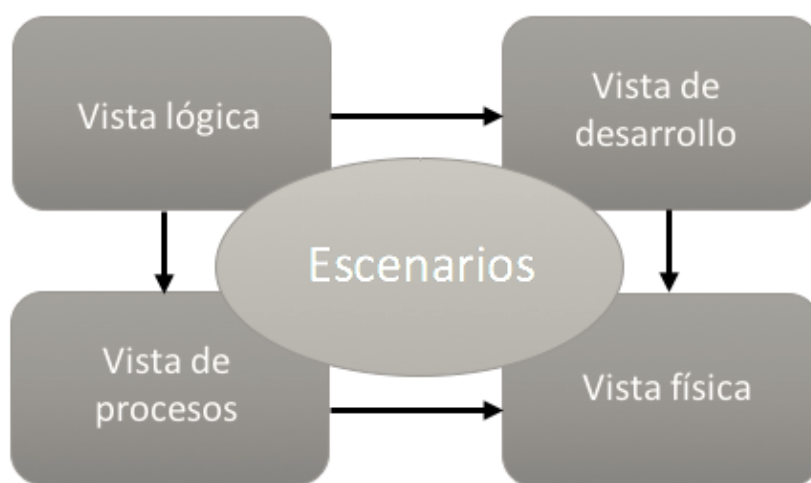 Vista lógica
Vista de
desarrollo
Escenarios
Vista de
procesos
Vista física